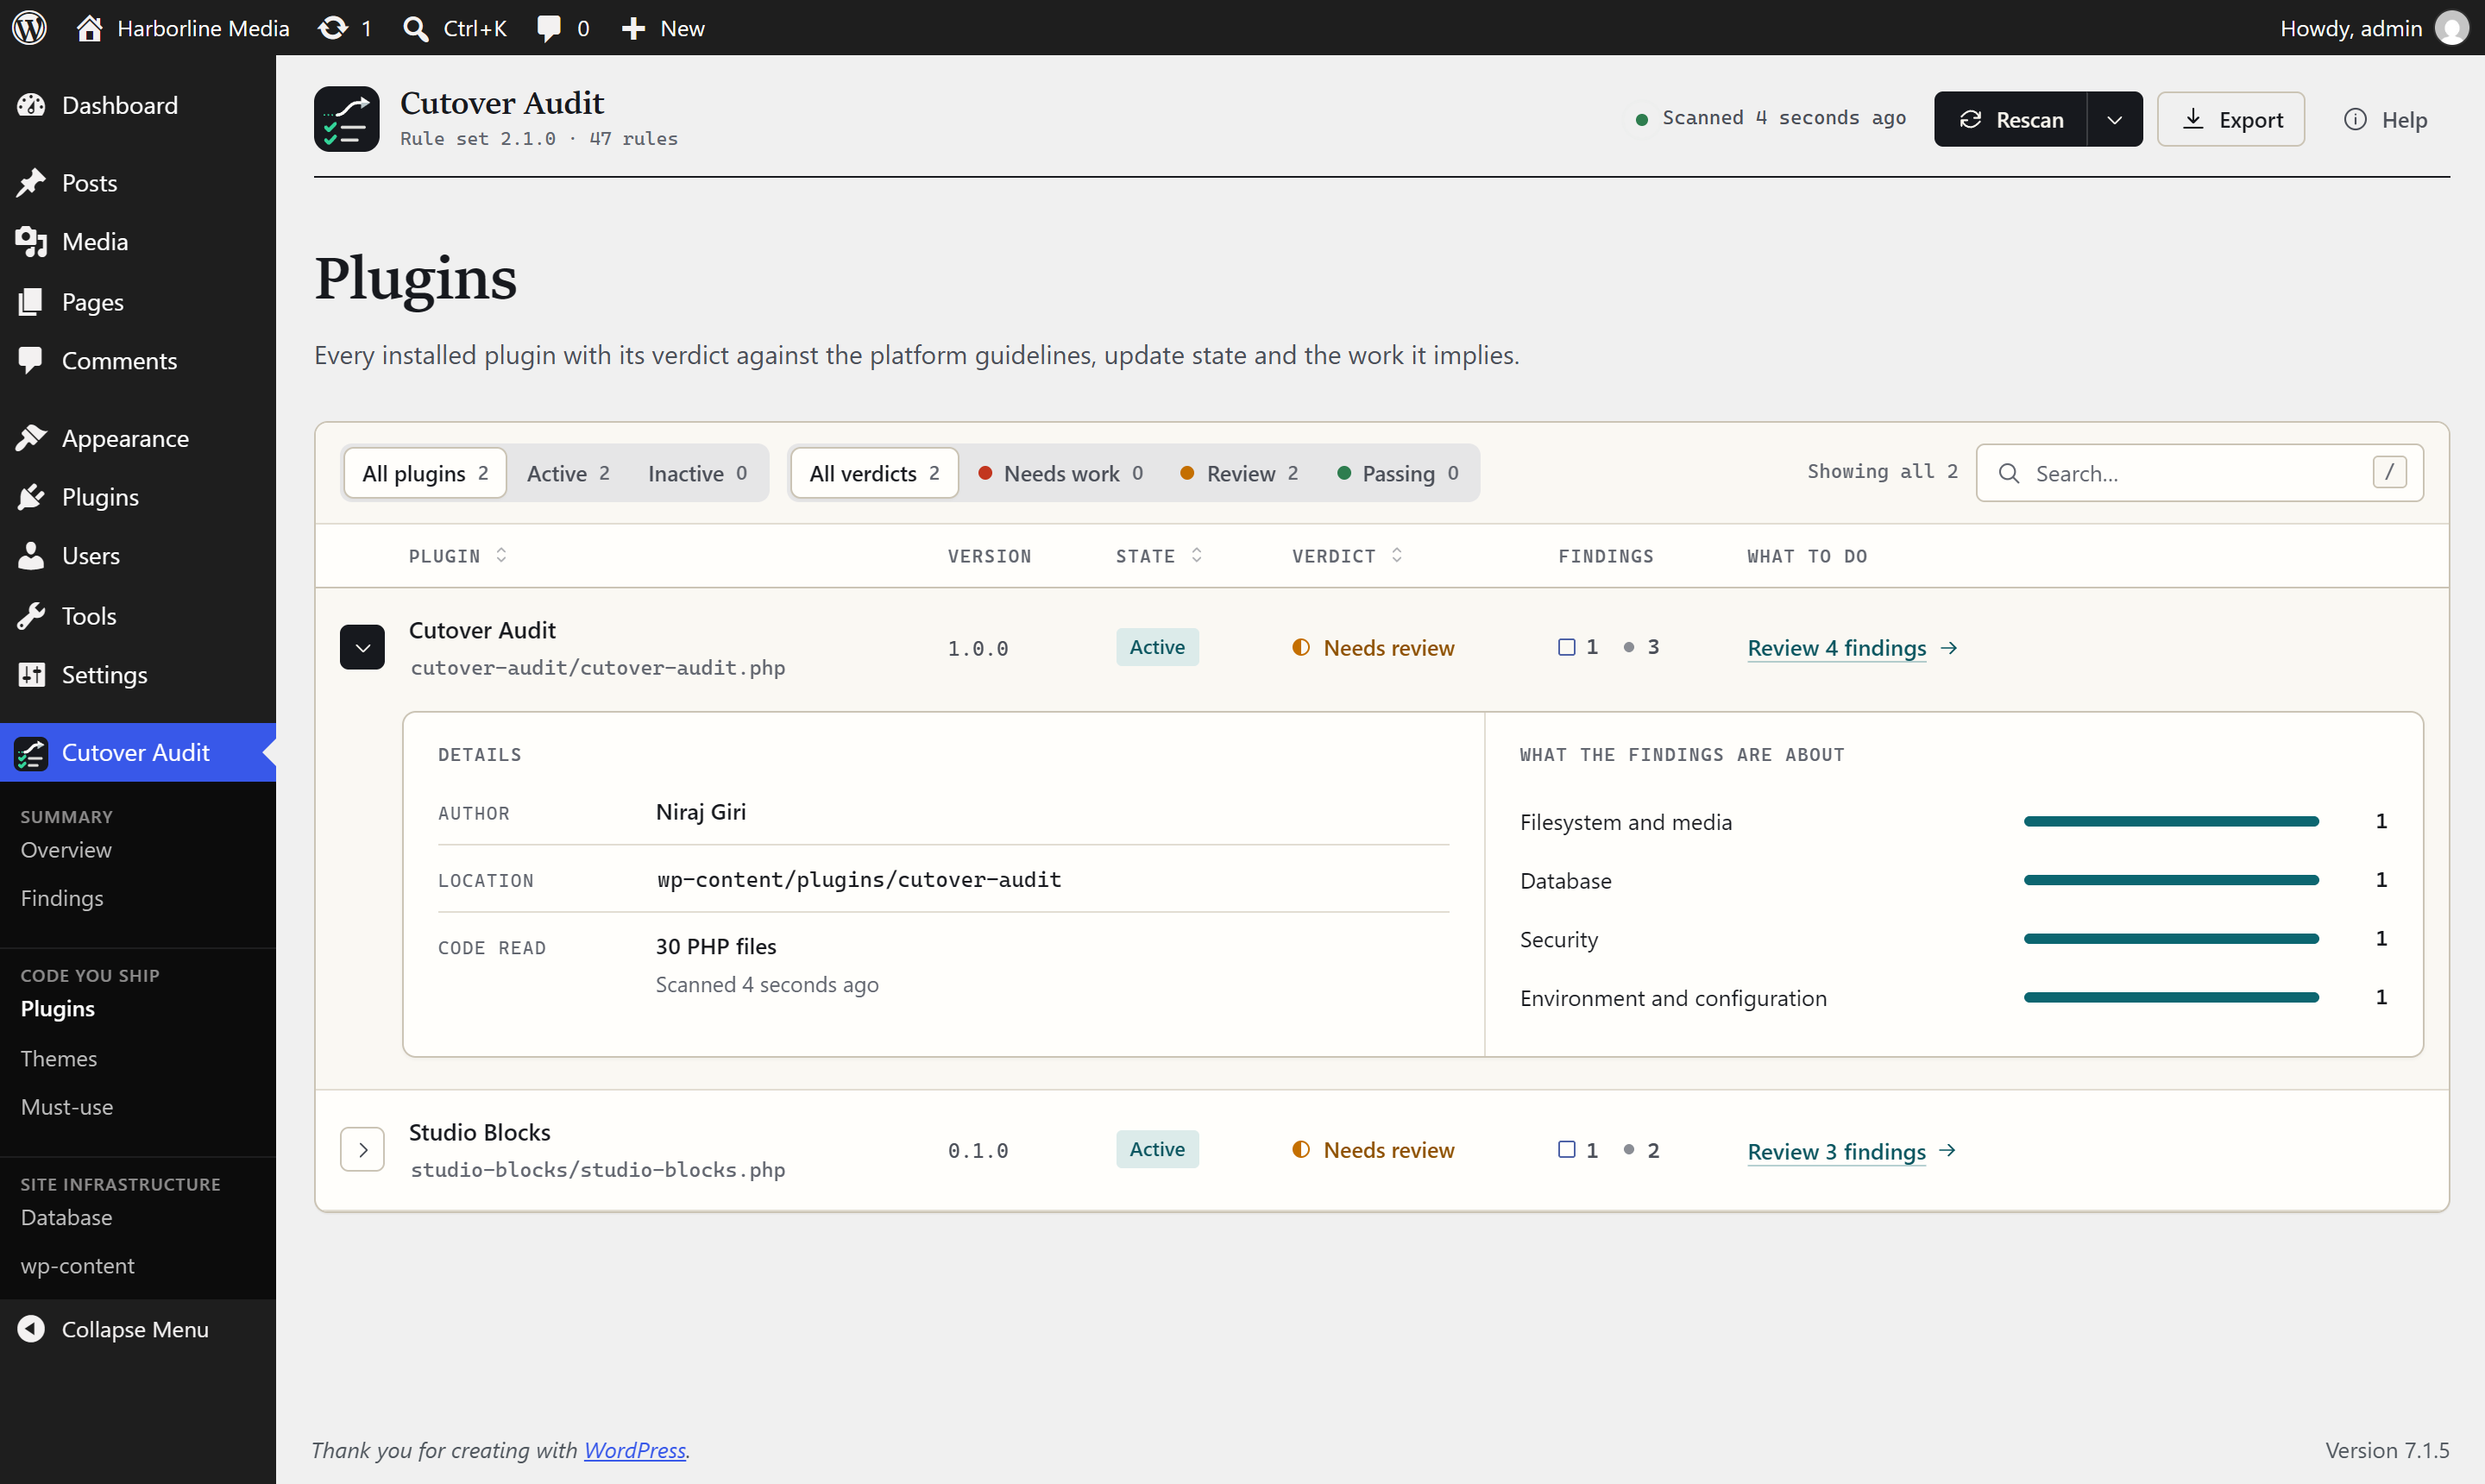 Harborline Media
1
Ctrl+K
0
New
Howdy, admin
Dashboard
Posts
Media
Pages
Comments
Appearance
Plugins
Users
Tools
Settings
Cutover Audit
SUMMARY
Overview
Findings
CODE YOU SHIP
Plugins
Themes
Must-use
SITE INFRASTRUCTURE
Database
wp-content
Collapse Menu
Cutover Audit
Rule set 2.1.0 · 47 rules
Scanned 4 seconds ago
Rescan
Export
Help
Plugins
Every installed plugin with its verdict against the platform guidelines, update state and the work it implies.
All plugins 2
Active 2
Inactive 0
All verdicts 2
Needs work 0
Review 2
Passing 0
Showing all 2
Search...
/
PLUGIN
VERSION
STATE
VERDICT
FINDINGS
WHAT TO DO
Cutover Audit
cutover-audit/cutover-audit.php
1.0.0
Active
Needs review
1
3
Review 4 findings →
DETAILS
AUTHOR
Niraj Giri
LOCATION
wp-content/plugins/cutover-audit
CODE READ
30 PHP files
Scanned 4 seconds ago
WHAT THE FINDINGS ARE ABOUT
Filesystem and media 1
Database 1
Security 1
Environment and configuration 1
Studio Blocks
studio-blocks/studio-blocks.php
0.1.0
Active
Needs review
1
2
Review 3 findings →
Thank you for creating with WordPress.
Version 7.1.5